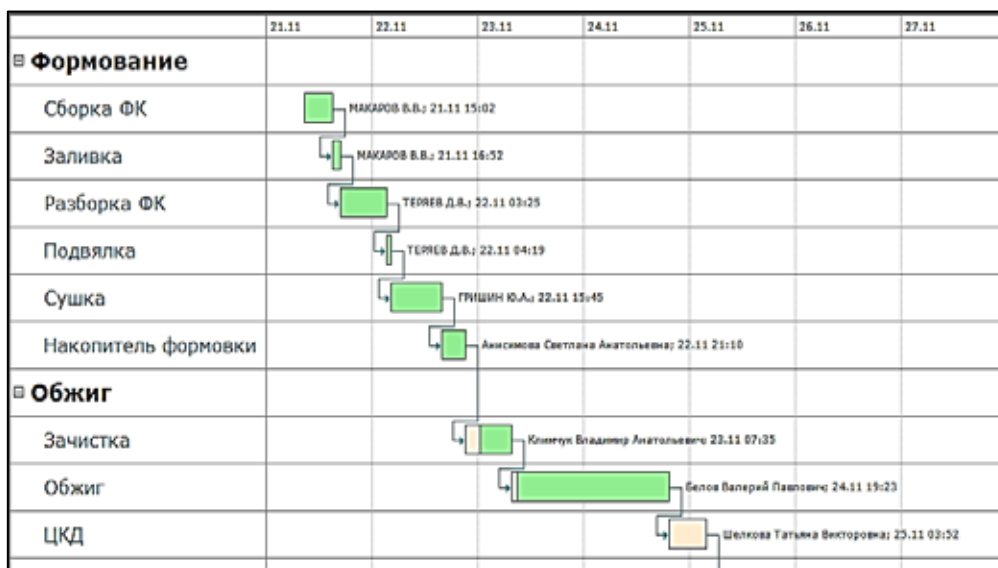 21.11 22.11 23.11 24.11 25.11 26.11 27.11
Формование
Сборка ФК МАКАРОВ В.В.; 21.11 15:02
Заливка МАКАРОВ В.В.; 21.11 16:52
Разборка ФК ТЕРЯЕВ Д.В.; 22.11 03:25
Подвялка ТЕРЯЕВ Д.В.; 22.11 04:19
Сушка ГРИШИН Ю.А.; 22.11 15:45
Накопитель формовки Анисимова Светлана Анатольевна; 22.11 21:10
Обжиг
Зачистка Климчук Владимир Анатольевич; 23.11 07:35
Обжиг Белов Валерий Павлович; 24.11 19:23
ЦКД Шелкова Татьяна Викторовна; 25.11 03:52